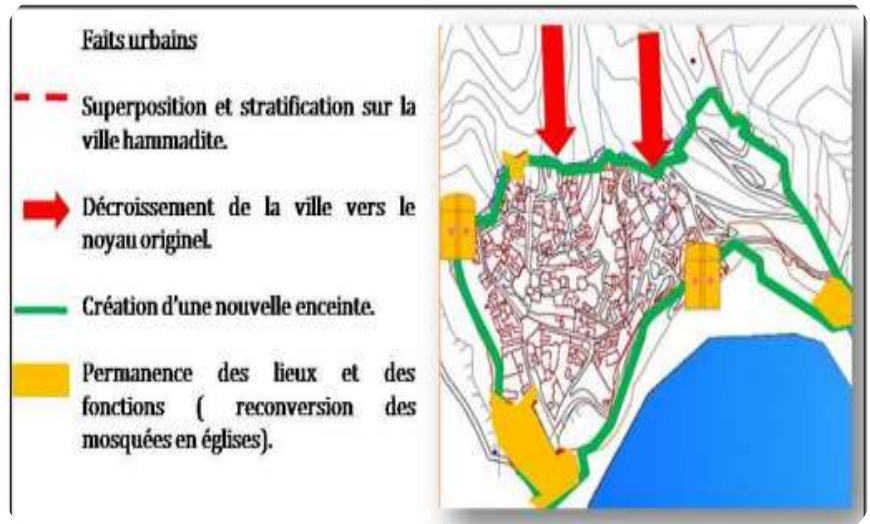 Faits urbains
Superposition et stratification sur la
ville hammadite.
Décroissement de la ville vers le
noyau originel.
Création d'une nouvelle enceinte.
Permanence des lieux et des
fonctions ( reconversion des
mosquées en églises).